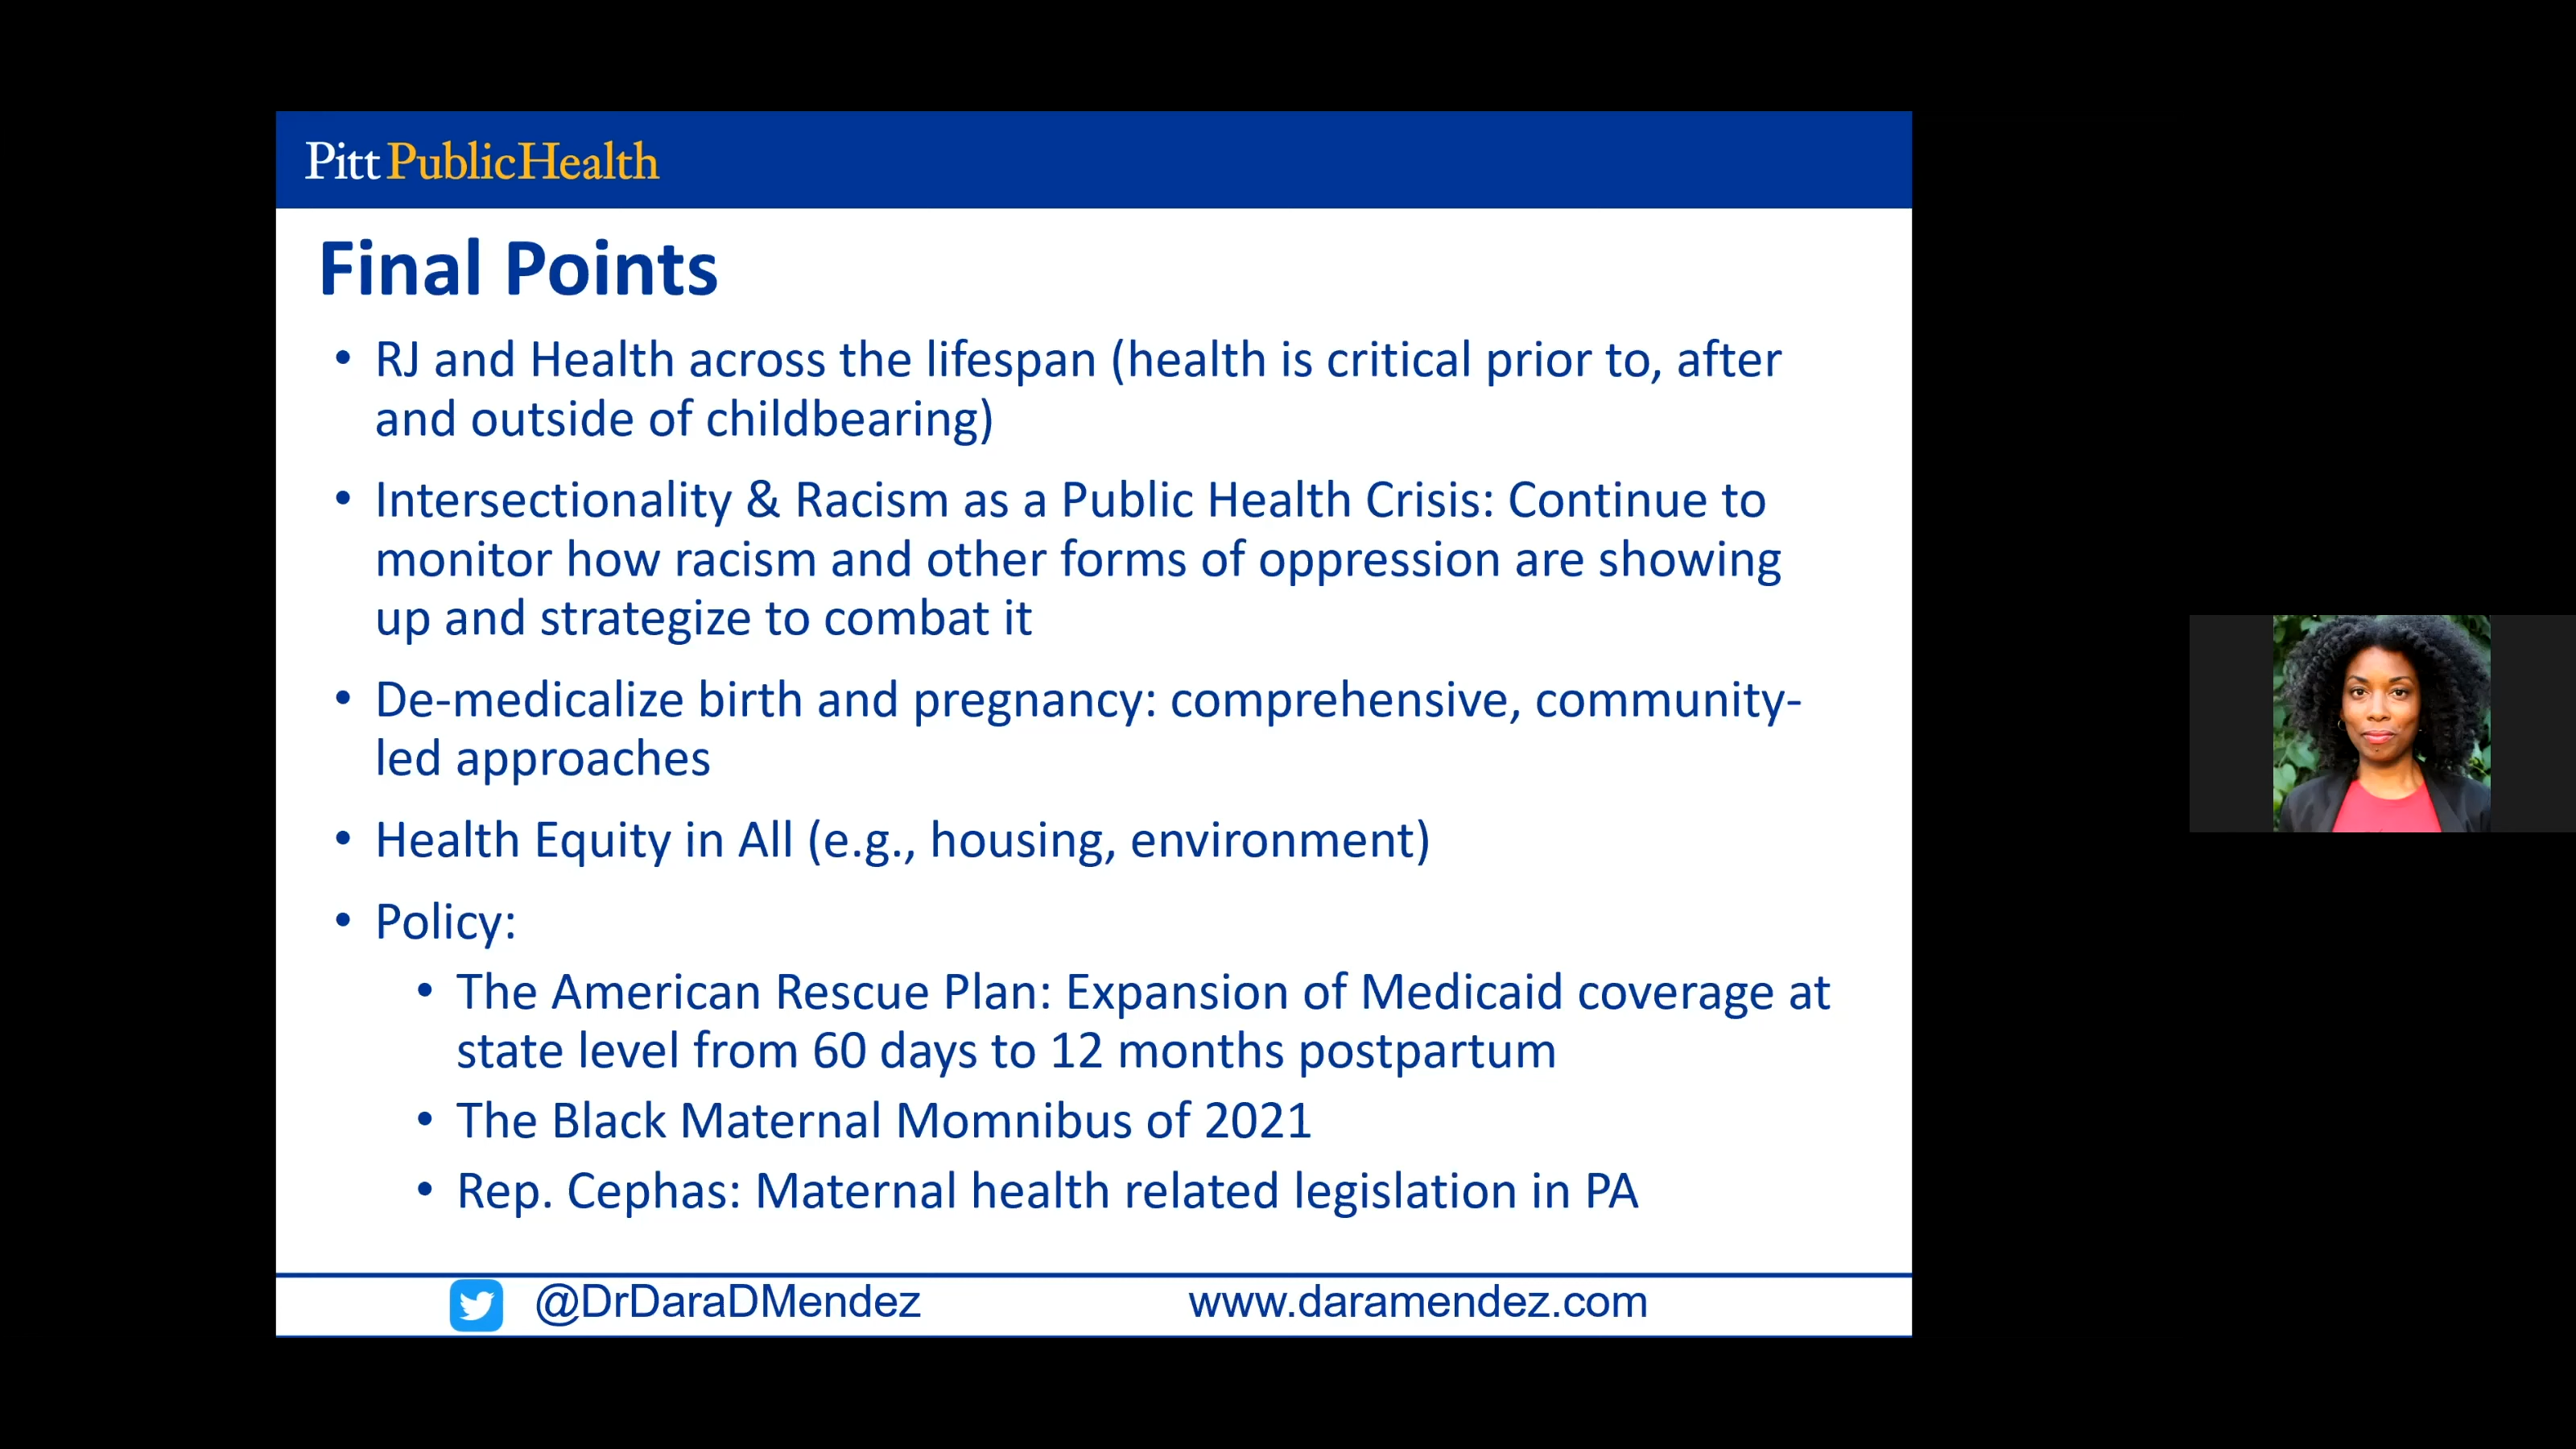 Pitt PublicHealth
Final Points
• RJ and Health across the lifespan (health is critical prior to, after
and outside of childbearing)
• Intersectionality & Racism as a Public Health Crisis: Continue to
monitor how racism and other forms of oppression are showing
up and strategize to combat it
• De-medicalize birth and pregnancy: comprehensive, community-
led approaches
• Health Equity in All (e.g., housing, environment)
• Policy:
• The American Rescue Plan: Expansion of Medicaid coverage at
state level from 60 days to 12 months postpartum
• The Black Maternal Momnibus of 2021
• Rep. Cephas: Maternal health related legislation in PA
@DrDaraDMendez www.daramendez.com